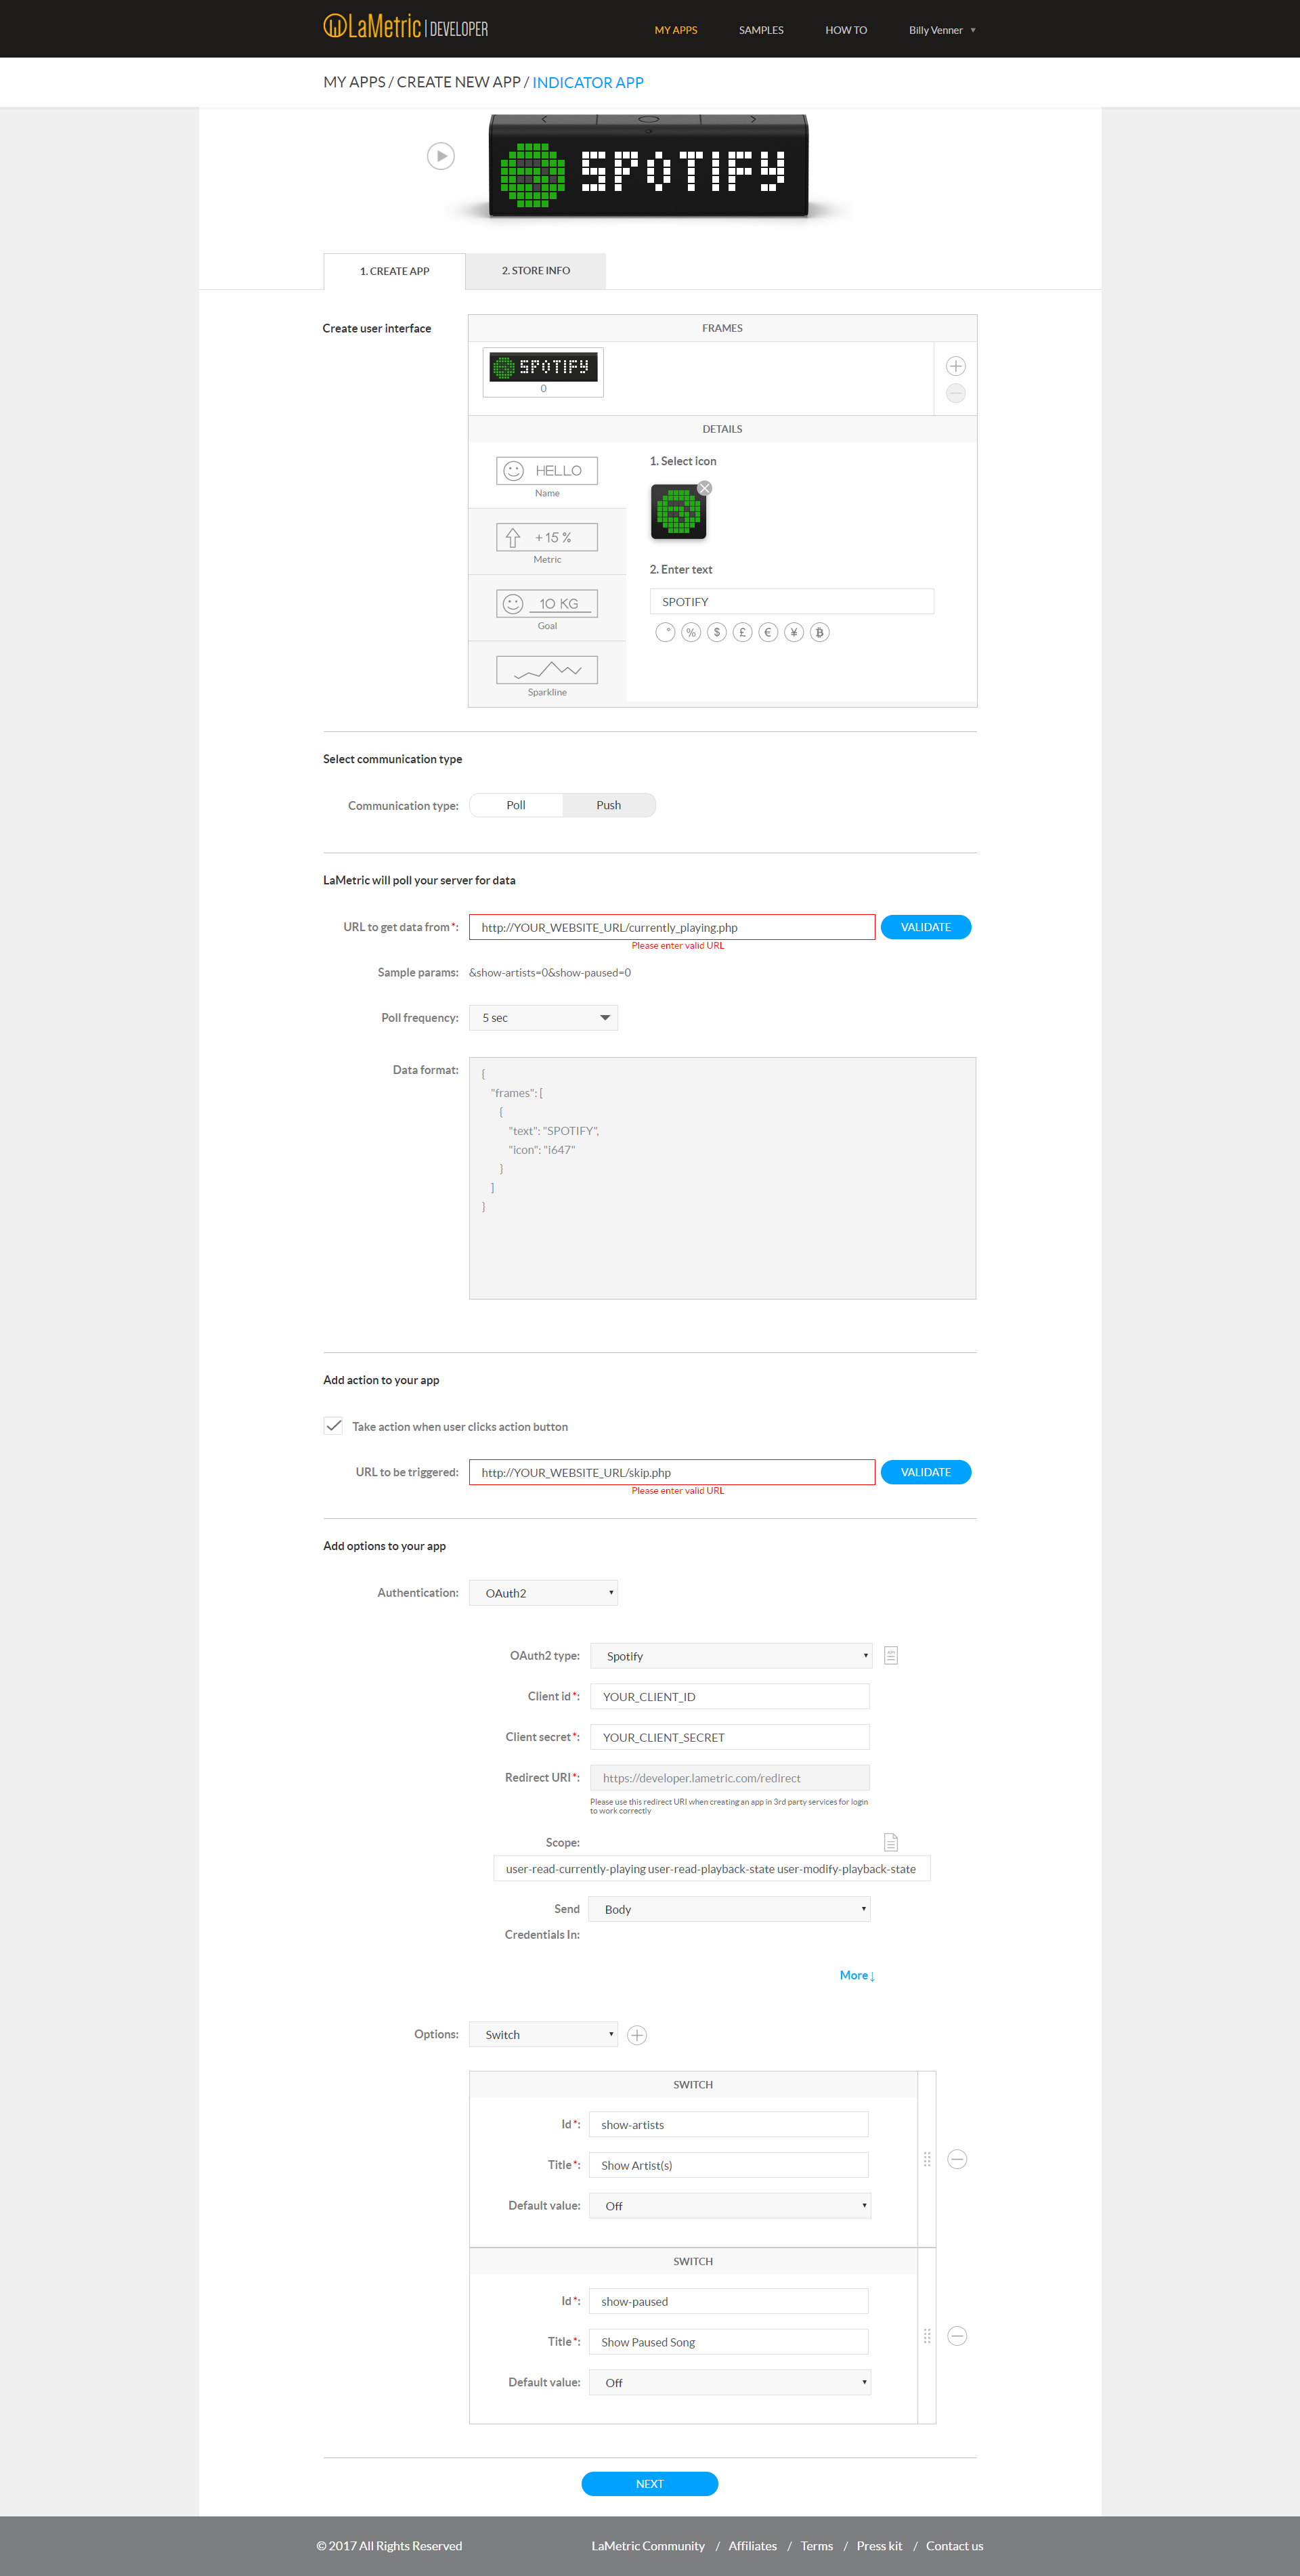 LaMetric | DEVELOPER
MY APPS
SAMPLES
HOW TO
Billy Venner
MY APPS / CREATE NEW APP / INDICATOR APP
SPOTIFY
1. CREATE APP
2. STORE INFO
Create user interface
FRAMES
SPOTIFY
0
DETAILS
HELLO
Name
+15 %
Metric
10 KG
Goal
Sparkline
1. Select icon
2. Enter text
SPOTIFY
° % $ £ € ¥ ₿
Select communication type
Communication type: Poll Push
LaMetric will poll your server for data
URL to get data from*: http://YOUR_WEBSITE_URL/currently_playing.php VALIDATE
Please enter valid URL
Sample params: &show-artists=0&show-paused=0
Poll frequency: 5 sec
Data format:
{
"frames": [
{
"text": "SPOTIFY",
"icon": "i647"
}
]
}
Add action to your app
Take action when user clicks action button
URL to be triggered: http://YOUR_WEBSITE_URL/skip.php VALIDATE
Please enter valid URL
Add options to your app
Authentication: OAuth2
OAuth2 type: Spotify API
Client id*: YOUR_CLIENT_ID
Client secret*: YOUR_CLIENT_SECRET
Redirect URI*: https://developer.lametric.com/redirect
Please use this redirect URI when creating an app in 3rd party services for login
to work correctly
Scope:
user-read-currently-playing user-read-playback-state user-modify-playback-state
Send Body
Credentials In:
More ↓
Options: Switch
SWITCH
Id*: show-artists
Title*: Show Artist(s)
Default value: Off
SWITCH
Id*: show-paused
Title*: Show Paused Song
Default value: Off
NEXT
© 2017 All Rights Reserved
LaMetric Community / Affiliates / Terms / Press kit / Contact us